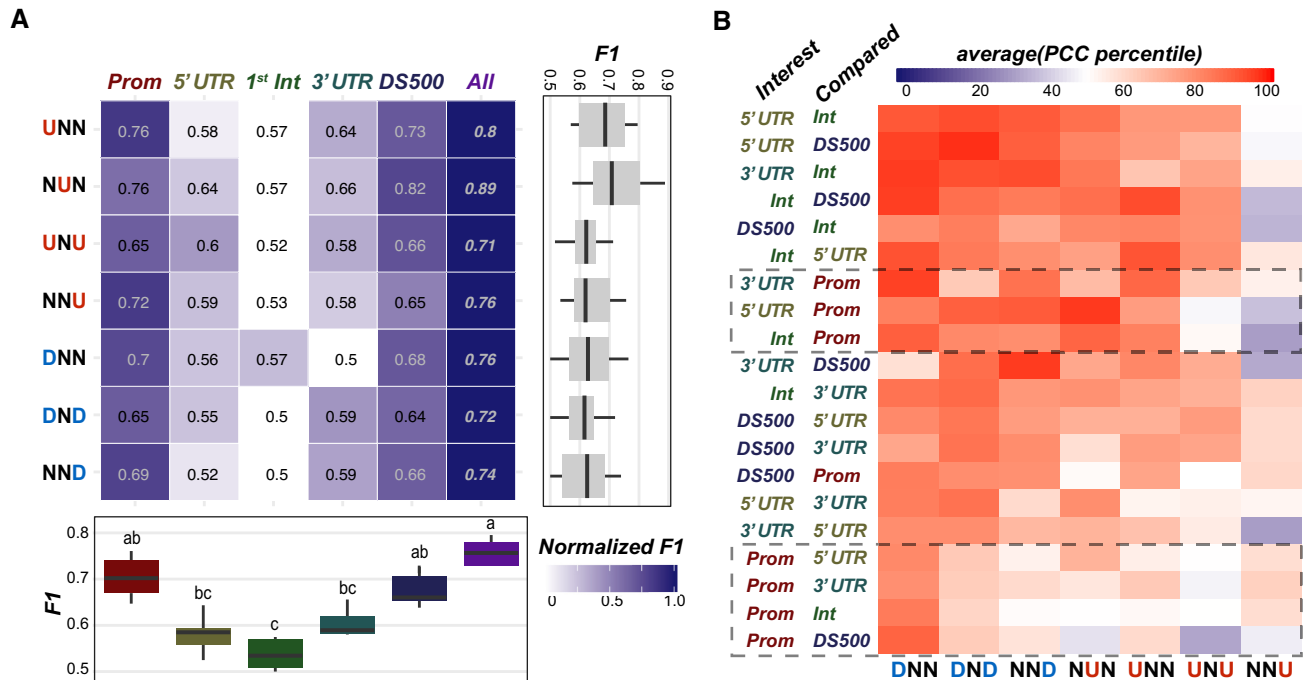 A
Prom 5' UTR 1st Int 3' UTR DS500 All
UNN 0.76 0.58 0.57 0.64 0.73 0.8
NUN 0.76 0.64 0.57 0.66 0.82 0.89
UNU 0.65 0.6 0.52 0.58 0.66 0.71
NNU 0.72 0.59 0.53 0.58 0.65 0.76
DNN 0.7 0.56 0.57 0.5 0.68 0.76
DND 0.65 0.55 0.5 0.59 0.64 0.72
NND 0.69 0.52 0.5 0.59 0.66 0.74
F1
0.5 0.6 0.7 0.8 0.9
F1
0.8
0.7
0.6
0.5
ab bc c bc ab a
Normalized F1
0 0.5 1.0
B
Interest Compared
average(PCC percentile)
0 20 40 60 80 100
5' UTR Int
5' UTR DS500
3' UTR Int
Int DS500
DS500 Int
Int 5' UTR
3' UTR Prom
5' UTR Prom
Int Prom
3' UTR DS500
Int 3' UTR
DS500 5' UTR
DS500 3' UTR
DS500 Prom
5' UTR 3' UTR
3' UTR 5' UTR
Prom 5' UTR
Prom 3' UTR
Prom Int
Prom DS500
DNN DND NND NUN UNN UNU NNU